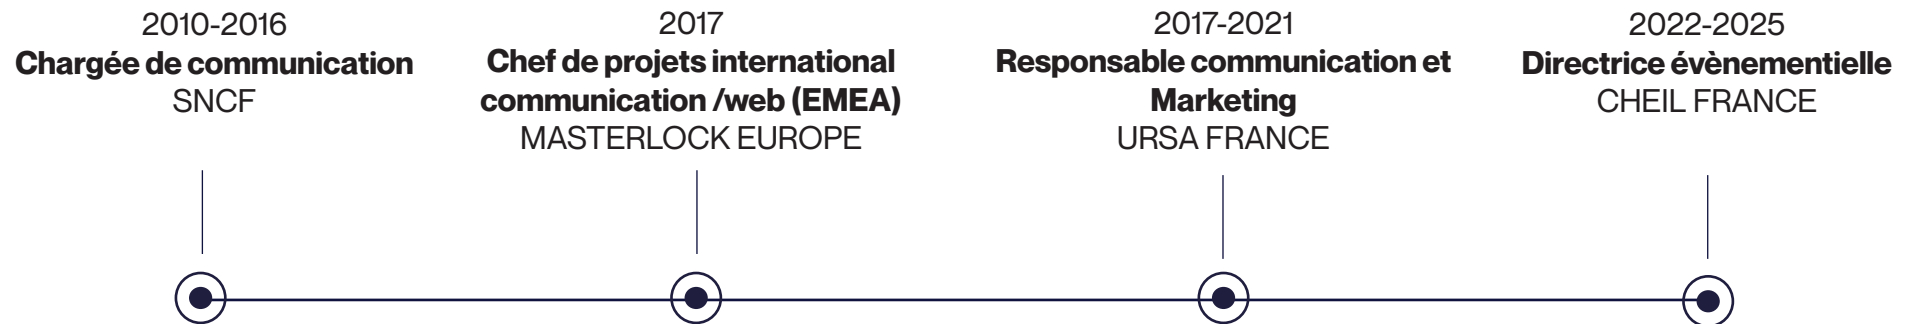 2010-2016
Chargée de communication
SNCF
2017
Chef de projets international
communication /web (EMEA)
MASTERLOCK EUROPE
2017-2021
Responsable communication et
Marketing
URSA FRANCE
2022-2025
Directrice évènementielle
CHEIL FRANCE